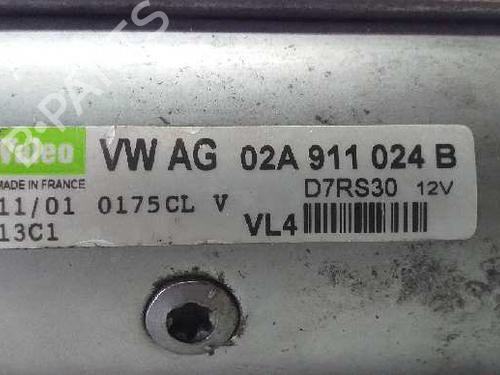 Valeo VW AG 02A 911 024 B
MADE IN FRANCE D7RS30 12V
11/01 0175CL V
13C1 VL4